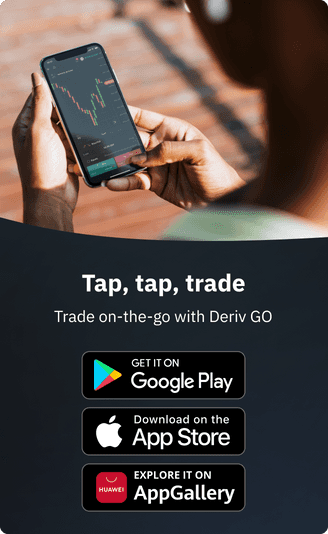 Tap, tap, trade
Trade on-the-go with Deriv GO
GET IT ON
Google Play
Download on the
App Store
HUAWEI
EXPLORE IT ON
AppGallery